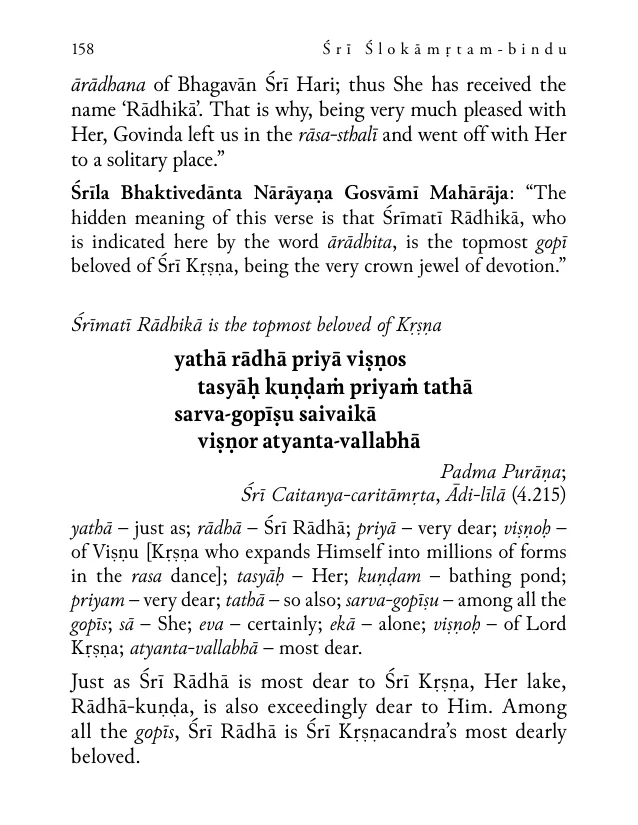 158 Śrī Ślokāmṛtam-bindu
ārādhana of Bhagavān Śrī Hari; thus She has received the
name ‘Rādhikā’. That is why, being very much pleased with
Her, Govinda left us in the rāsa-sthalī and went off with Her
to a solitary place.”
Śrīla Bhaktivedānta Nārāyaṇa Gosvāmī Mahārāja: “The
hidden meaning of this verse is that Śrīmatī Rādhikā, who
is indicated here by the word ārādhita, is the topmost gopī
beloved of Śrī Kṛṣṇa, being the very crown jewel of devotion.”
Śrīmatī Rādhikā is the topmost beloved of Kṛṣṇa
yathā rādhā priyā viṣṇos
tasyāḥ kuṇḍaṁ priyaṁ tathā
sarva-gopīṣu saivaikā
viṣṇor atyanta-vallabhā
Padma Purāṇa;
Śrī Caitanya-caritāmṛta, Ādi-līlā (4.215)
yathā – just as; rādhā – Śrī Rādhā; priyā – very dear; viṣṇoḥ –
of Viṣṇu [Kṛṣṇa who expands Himself into millions of forms
in the rasa dance]; tasyāḥ – Her; kuṇḍam – bathing pond;
priyam – very dear; tathā – so also; sarva-gopīṣu – among all the
gopīs; sā – She; eva – certainly; ekā – alone; viṣṇoḥ – of Lord
Kṛṣṇa; atyanta-vallabhā – most dear.
Just as Śrī Rādhā is most dear to Śrī Kṛṣṇa, Her lake,
Rādhā-kuṇḍa, is also exceedingly dear to Him. Among
all the gopīs, Śrī Rādhā is Śrī Kṛṣṇacandra’s most dearly
beloved.